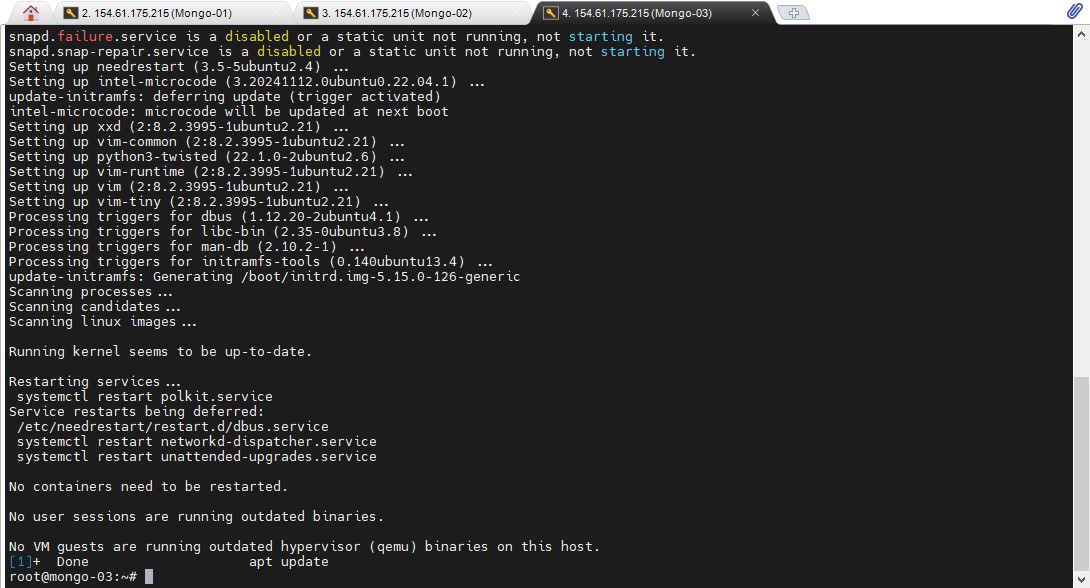 2. 154.61.175.215 (Mongo-01)
3. 154.61.175.215 (Mongo-02)
4. 154.61.175.215 (Mongo-03)
snapd.failure.service is a disabled or a static unit not running, not starting it.
snapd.snap-repair.service is a disabled or a static unit not running, not starting it.
Setting up needrestart (3.5-5ubuntu2.4) ...
Setting up intel-microcode (3.20241112.0ubuntu0.22.04.1) ...
update-initramfs: deferring update (trigger activated)
intel-microcode: microcode will be updated at next boot
Setting up xxd (2:8.2.3995-1ubuntu2.21) ...
Setting up vim-common (2:8.2.3995-1ubuntu2.21) ...
Setting up python3-twisted (22.1.0-2ubuntu2.6) ...
Setting up vim-runtime (2:8.2.3995-1ubuntu2.21) ...
Setting up vim (2:8.2.3995-1ubuntu2.21) ...
Setting up vim-tiny (2:8.2.3995-1ubuntu2.21) ...
Processing triggers for dbus (1.12.20-2ubuntu4.1) ...
Processing triggers for libc-bin (2.35-0ubuntu3.8) ...
Processing triggers for man-db (2.10.2-1) ...
Processing triggers for initramfs-tools (0.140ubuntu13.4) ...
update-initramfs: Generating /boot/initrd.img-5.15.0-126-generic
Scanning processes...
Scanning candidates...
Scanning linux images...
Running kernel seems to be up-to-date.
Restarting services...
systemctl restart polkit.service
Service restarts being deferred:
/etc/needrestart/restart.d/dbus.service
systemctl restart networkd-dispatcher.service
systemctl restart unattended-upgrades.service
No containers need to be restarted.
No user sessions are running outdated binaries.
No VM guests are running outdated hypervisor (qemu) binaries on this host.
[1]+ Done apt update
root@mongo-03:~#